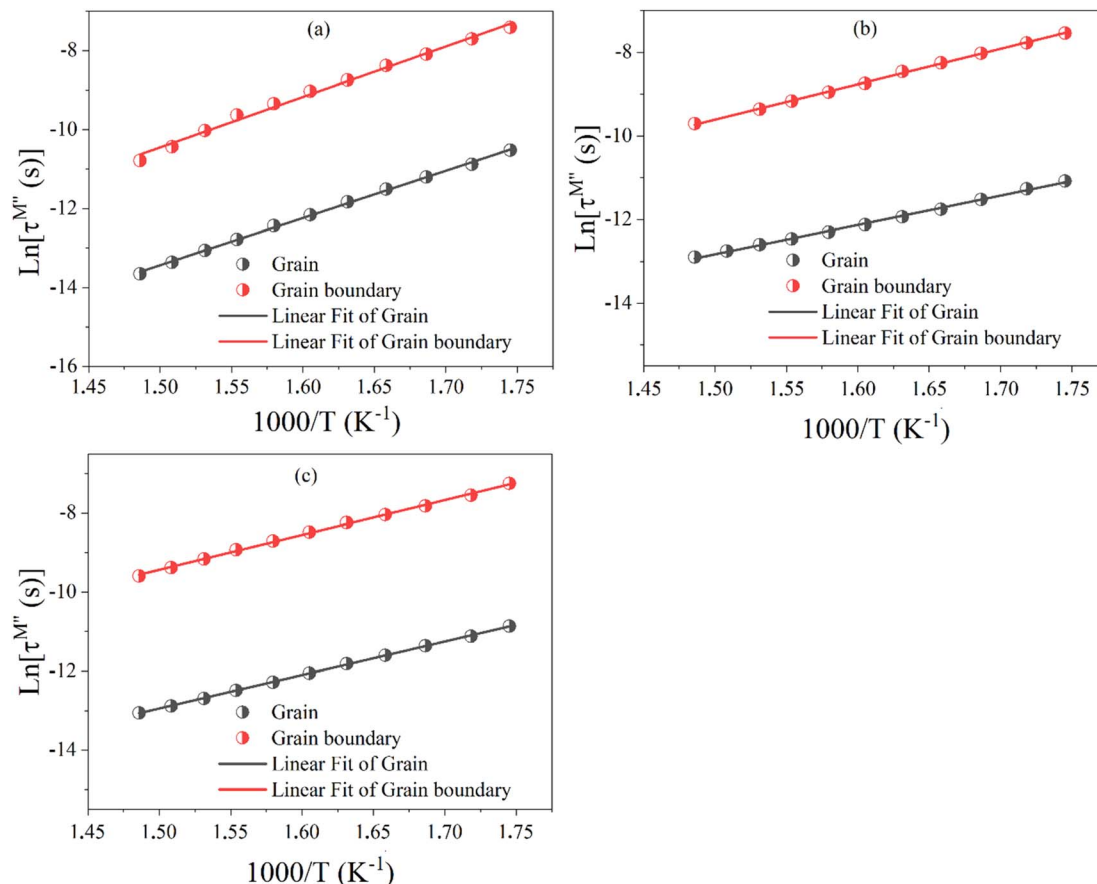 (a)
-8
-10
-12
-14
-16
Ln[τ^M" (s)]
Grain
Grain boundary
Linear Fit of Grain
Linear Fit of Grain boundary
1.45 1.50 1.55 1.60 1.65 1.70 1.75
1000/T (K^-1)
(b)
-8
-10
-12
-14
Ln[τ^M" (s)]
Grain
Grain boundary
Linear Fit of Grain
Linear Fit of Grain boundary
1.45 1.50 1.55 1.60 1.65 1.70 1.75
1000/T (K^-1)
(c)
-8
-10
-12
-14
Ln[τ^M" (s)]
Grain
Grain boundary
Linear Fit of Grain
Linear Fit of Grain boundary
1.45 1.50 1.55 1.60 1.65 1.70 1.75
1000/T (K^-1)